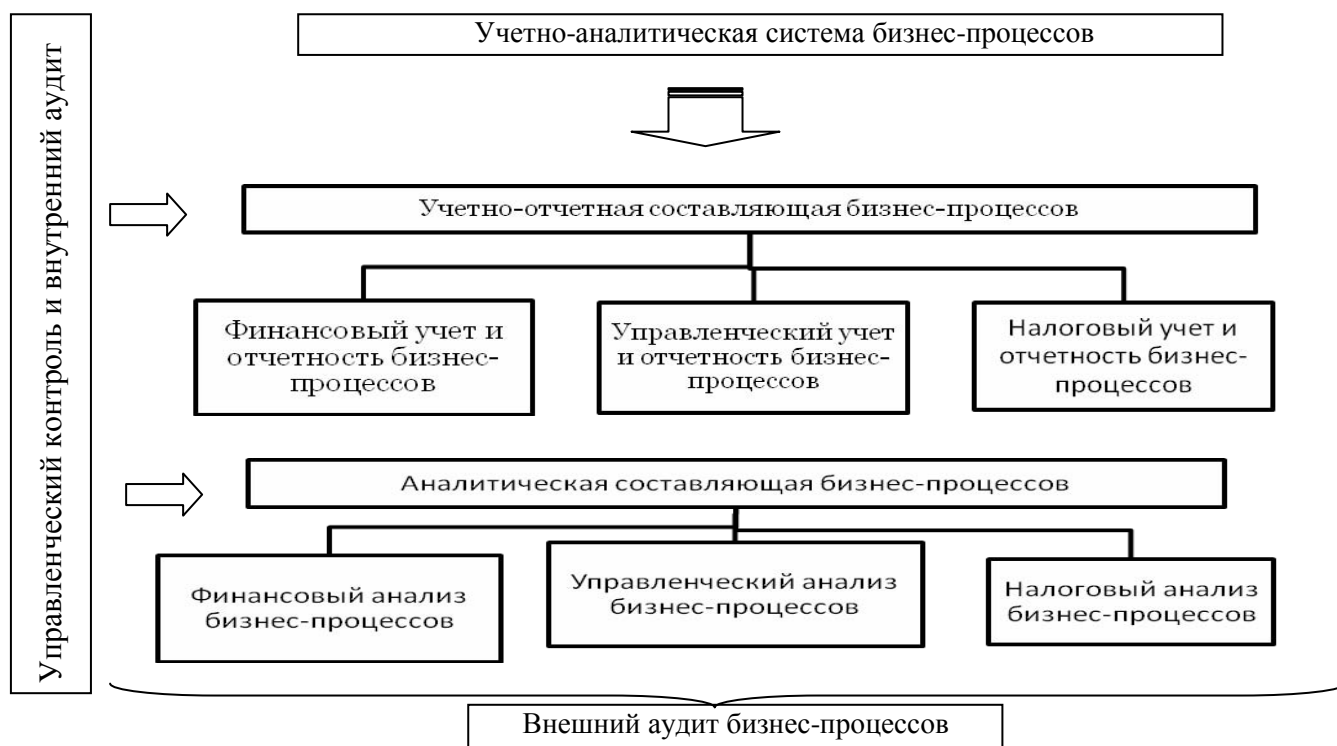 Учетно-аналитическая система бизнес-процессов
Управленческий контроль и внутренний аудит
Учетно-отчетная составляющая бизнес-процессов
Финансовый учет и
отчетность бизнес-
процессов
Управленческий учет
и отчетность бизнес-
процессов
Налоговый учет и
отчетность бизнес-
процессов
Аналитическая составляющая бизнес-процессов
Финансовый анализ
бизнес-процессов
Управленческий анализ
бизнес-процессов
Налоговый анализ
бизнес-процессов
Внешний аудит бизнес-процессов